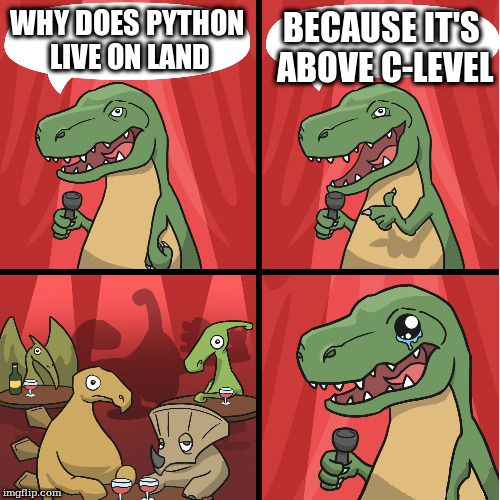 WHY DOES PYTHON
LIVE ON LAND
BECAUSE IT'S
ABOVE C-LEVEL
imgflip.com